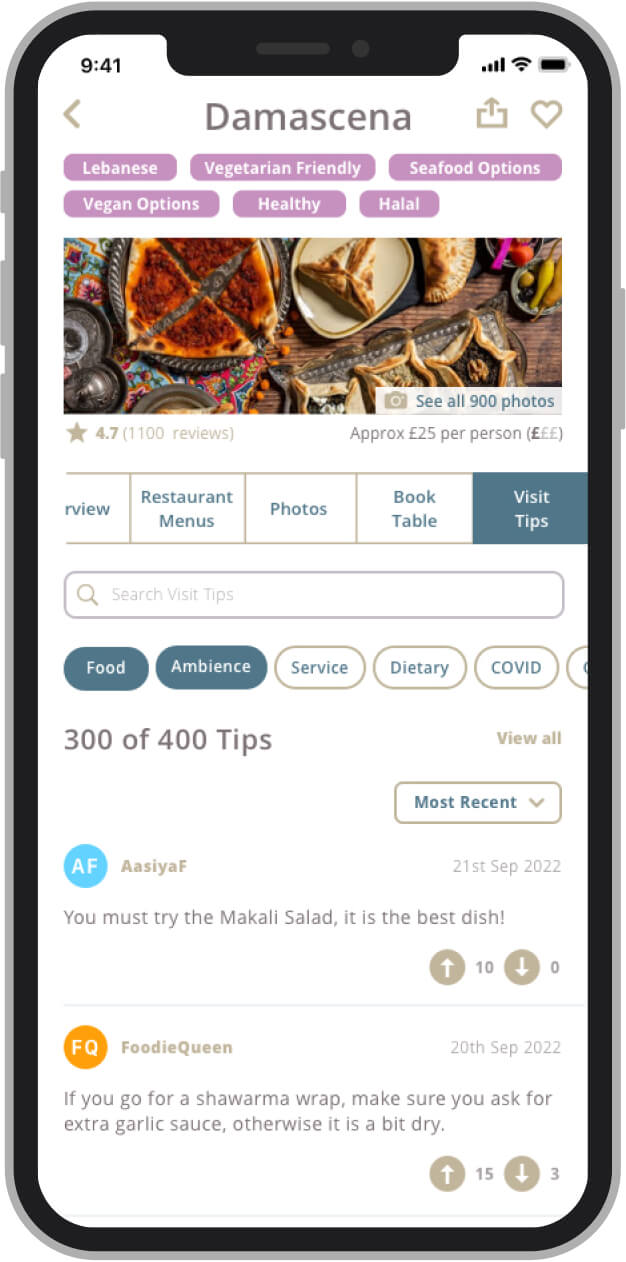 9:41
Damascena
Lebanese Vegetarian Friendly Seafood Options
Vegan Options Healthy Halal
See all 900 photos
4.7 (1100 reviews) Approx £25 per person (£££)
rview Restaurant Menus Photos Book Table Visit Tips
Search Visit Tips
Food Ambience Service Dietary COVID
300 of 400 Tips View all
Most Recent
AF AasiyaF 21st Sep 2022
You must try the Makali Salad, it is the best dish!
10 0
FQ FoodieQueen 20th Sep 2022
If you go for a shawarma wrap, make sure you ask for
extra garlic sauce, otherwise it is a bit dry.
15 3